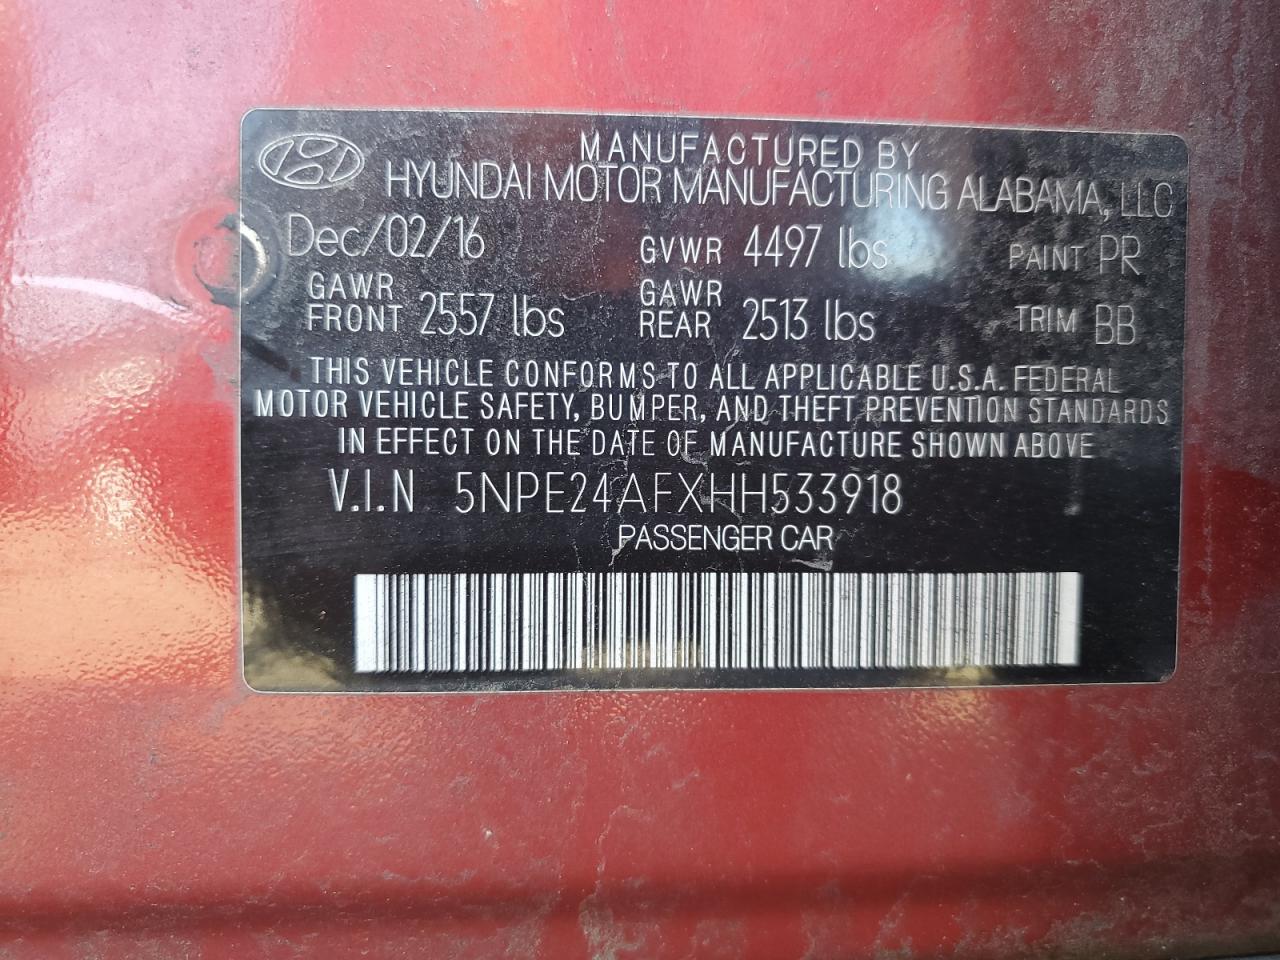 MANUFACTURED BY
HYUNDAI MOTOR MANUFACTURING ALABAMA, LLC
Dec/02/16 GVWR 4497 lbs PAINT PR
GAWR FRONT 2557 lbs GAWR REAR 2513 lbs TRIM BB
THIS VEHICLE CONFORMS TO ALL APPLICABLE U.S.A. FEDERAL
MOTOR VEHICLE SAFETY, BUMPER, AND THEFT PREVENTION STANDARDS
IN EFFECT ON THE DATE OF MANUFACTURE SHOWN ABOVE
V.I.N 5NPE24AFXHH533918
PASSENGER CAR